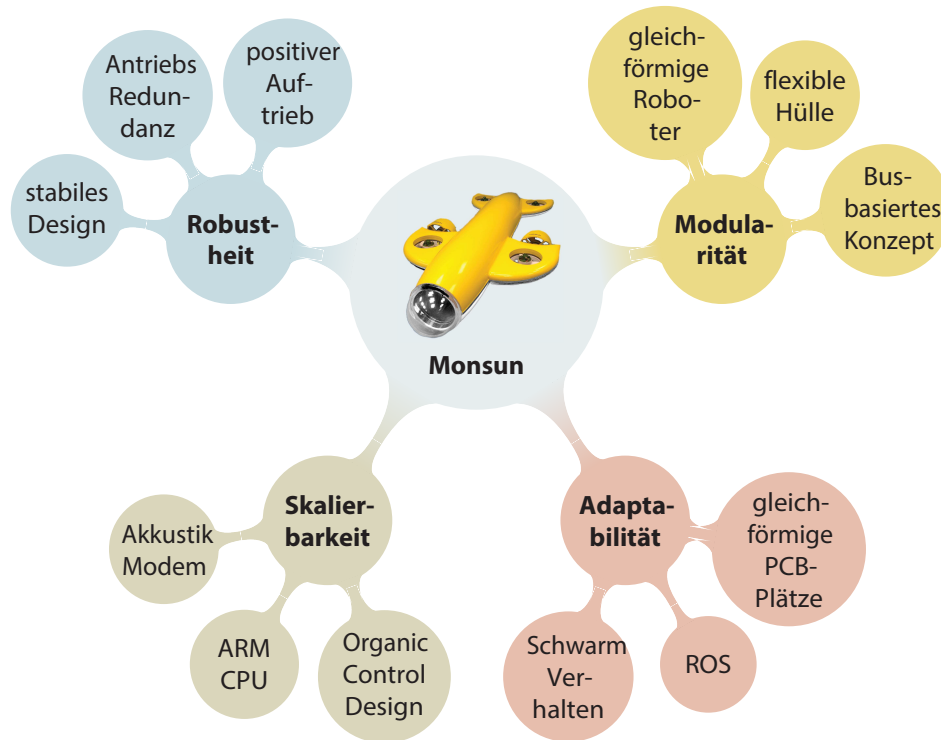 Antriebs
Redun-
danz
positiver
Auf-
trieb
stabiles
Design
Robust-
heit
gleich-
förmige
Robo-
ter
flexible
Hülle
Bus-
basiertes
Konzept
Modula-
rität
Monsun
Skalier-
barkeit
Akkustik
Modem
ARM
CPU
Organic
Control
Design
Adapta-
bilität
gleich-
förmige
PCB-
Plätze
Schwarm
Ver-
halten
ROS